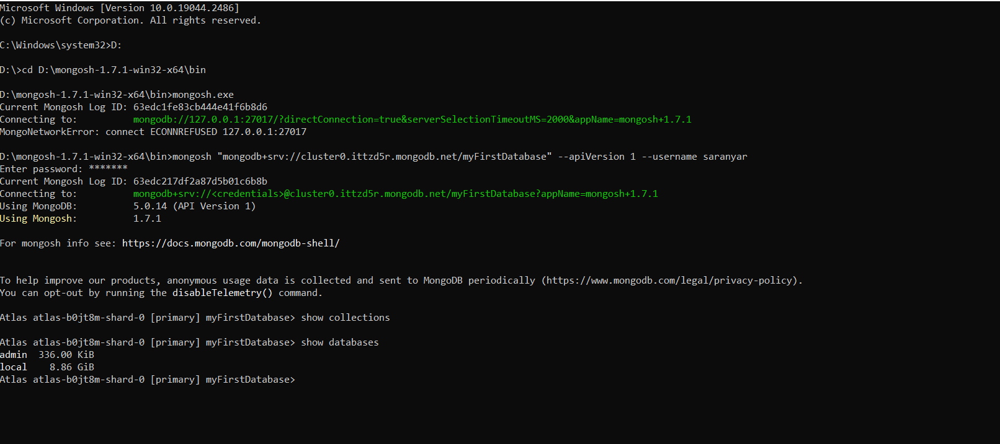 Microsoft Windows [Version 10.0.19044.2486]
(c) Microsoft Corporation. All rights reserved.
C:\Windows\system32>D:
D:\>cd D:\mongosh-1.7.1-win32-x64\bin
D:\mongosh-1.7.1-win32-x64\bin>mongosh.exe
Current Mongosh Log ID: 63edc1fe83cb444e41f6b8d6
Connecting to:          mongodb://127.0.0.1:27017/?directConnection=true&serverSelectionTimeoutMS=2000&appName=mongosh+1.7.1
MongoNetworkError: connect ECONNREFUSED 127.0.0.1:27017
D:\mongosh-1.7.1-win32-x64\bin>mongosh "mongodb+srv://cluster0.ittzd5r.mongodb.net/myFirstDatabase" --apiVersion 1 --username saranyar
Enter password: *******
Current Mongosh Log ID: 63edc217df2a87d5b01c6b8b
Connecting to:          mongodb+srv://<credentials>@cluster0.ittzd5r.mongodb.net/myFirstDatabase?appName=mongosh+1.7.1
Using MongoDB:          5.0.14 (API Version 1)
Using Mongosh:          1.7.1
For mongosh info see: https://docs.mongodb.com/mongodb-shell/
To help improve our products, anonymous usage data is collected and sent to MongoDB periodically (https://www.mongodb.com/legal/privacy-policy).
You can opt-out by running the disableTelemetry() command.
Atlas atlas-b0jt8m-shard-0 [primary] myFirstDatabase> show collections
Atlas atlas-b0jt8m-shard-0 [primary] myFirstDatabase> show databases
admin  336.00 KiB
local    8.86 GiB
Atlas atlas-b0jt8m-shard-0 [primary] myFirstDatabase>